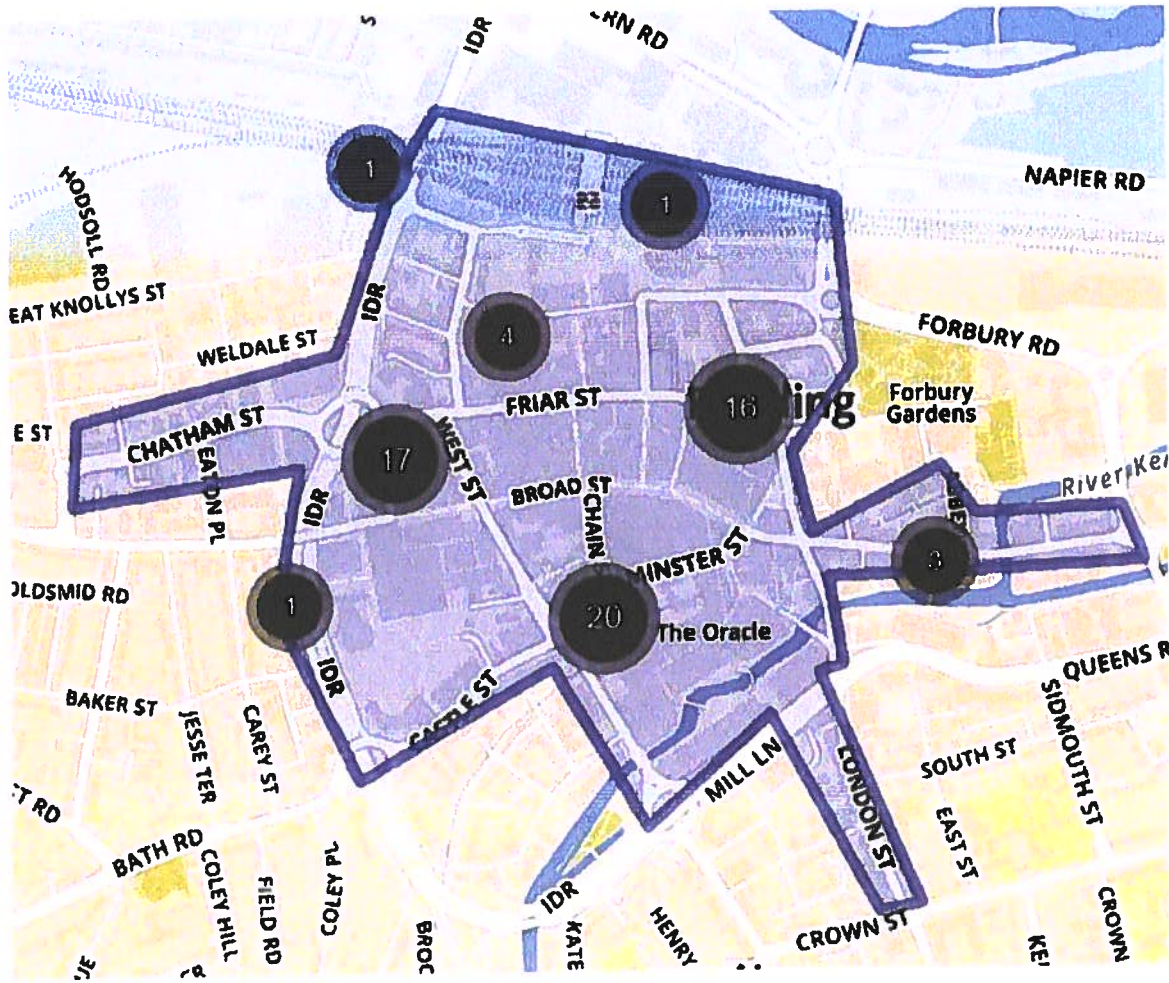 IDR
RN RD
1
1
NAPIER RD
HODSOLL RD
EAT KNOLLYS ST
IDR
FORBURY RD
WELDALE ST
4
Forbury
Gardens
FRIAR ST
16
ing
E ST
CHATHAM ST
17
WEST ST
EATON PL
IDR
BROAD ST
CHAIN
River Ke
MINSTER ST
3
OLDSMID RD
1
20
The Oracle
QUEENS R
IDR
BAKER ST
JESSE TER
CAREY ST
CASTLE ST
SIDMOUTH ST
MILL LN
LONDON ST
SOUTH ST
T RD
BATH RD
EAST ST
COLEY HILL
FIELD RD
COLEY PL
IDR
BROC
KATE
HENRY
CROWN ST
CROWN
KE